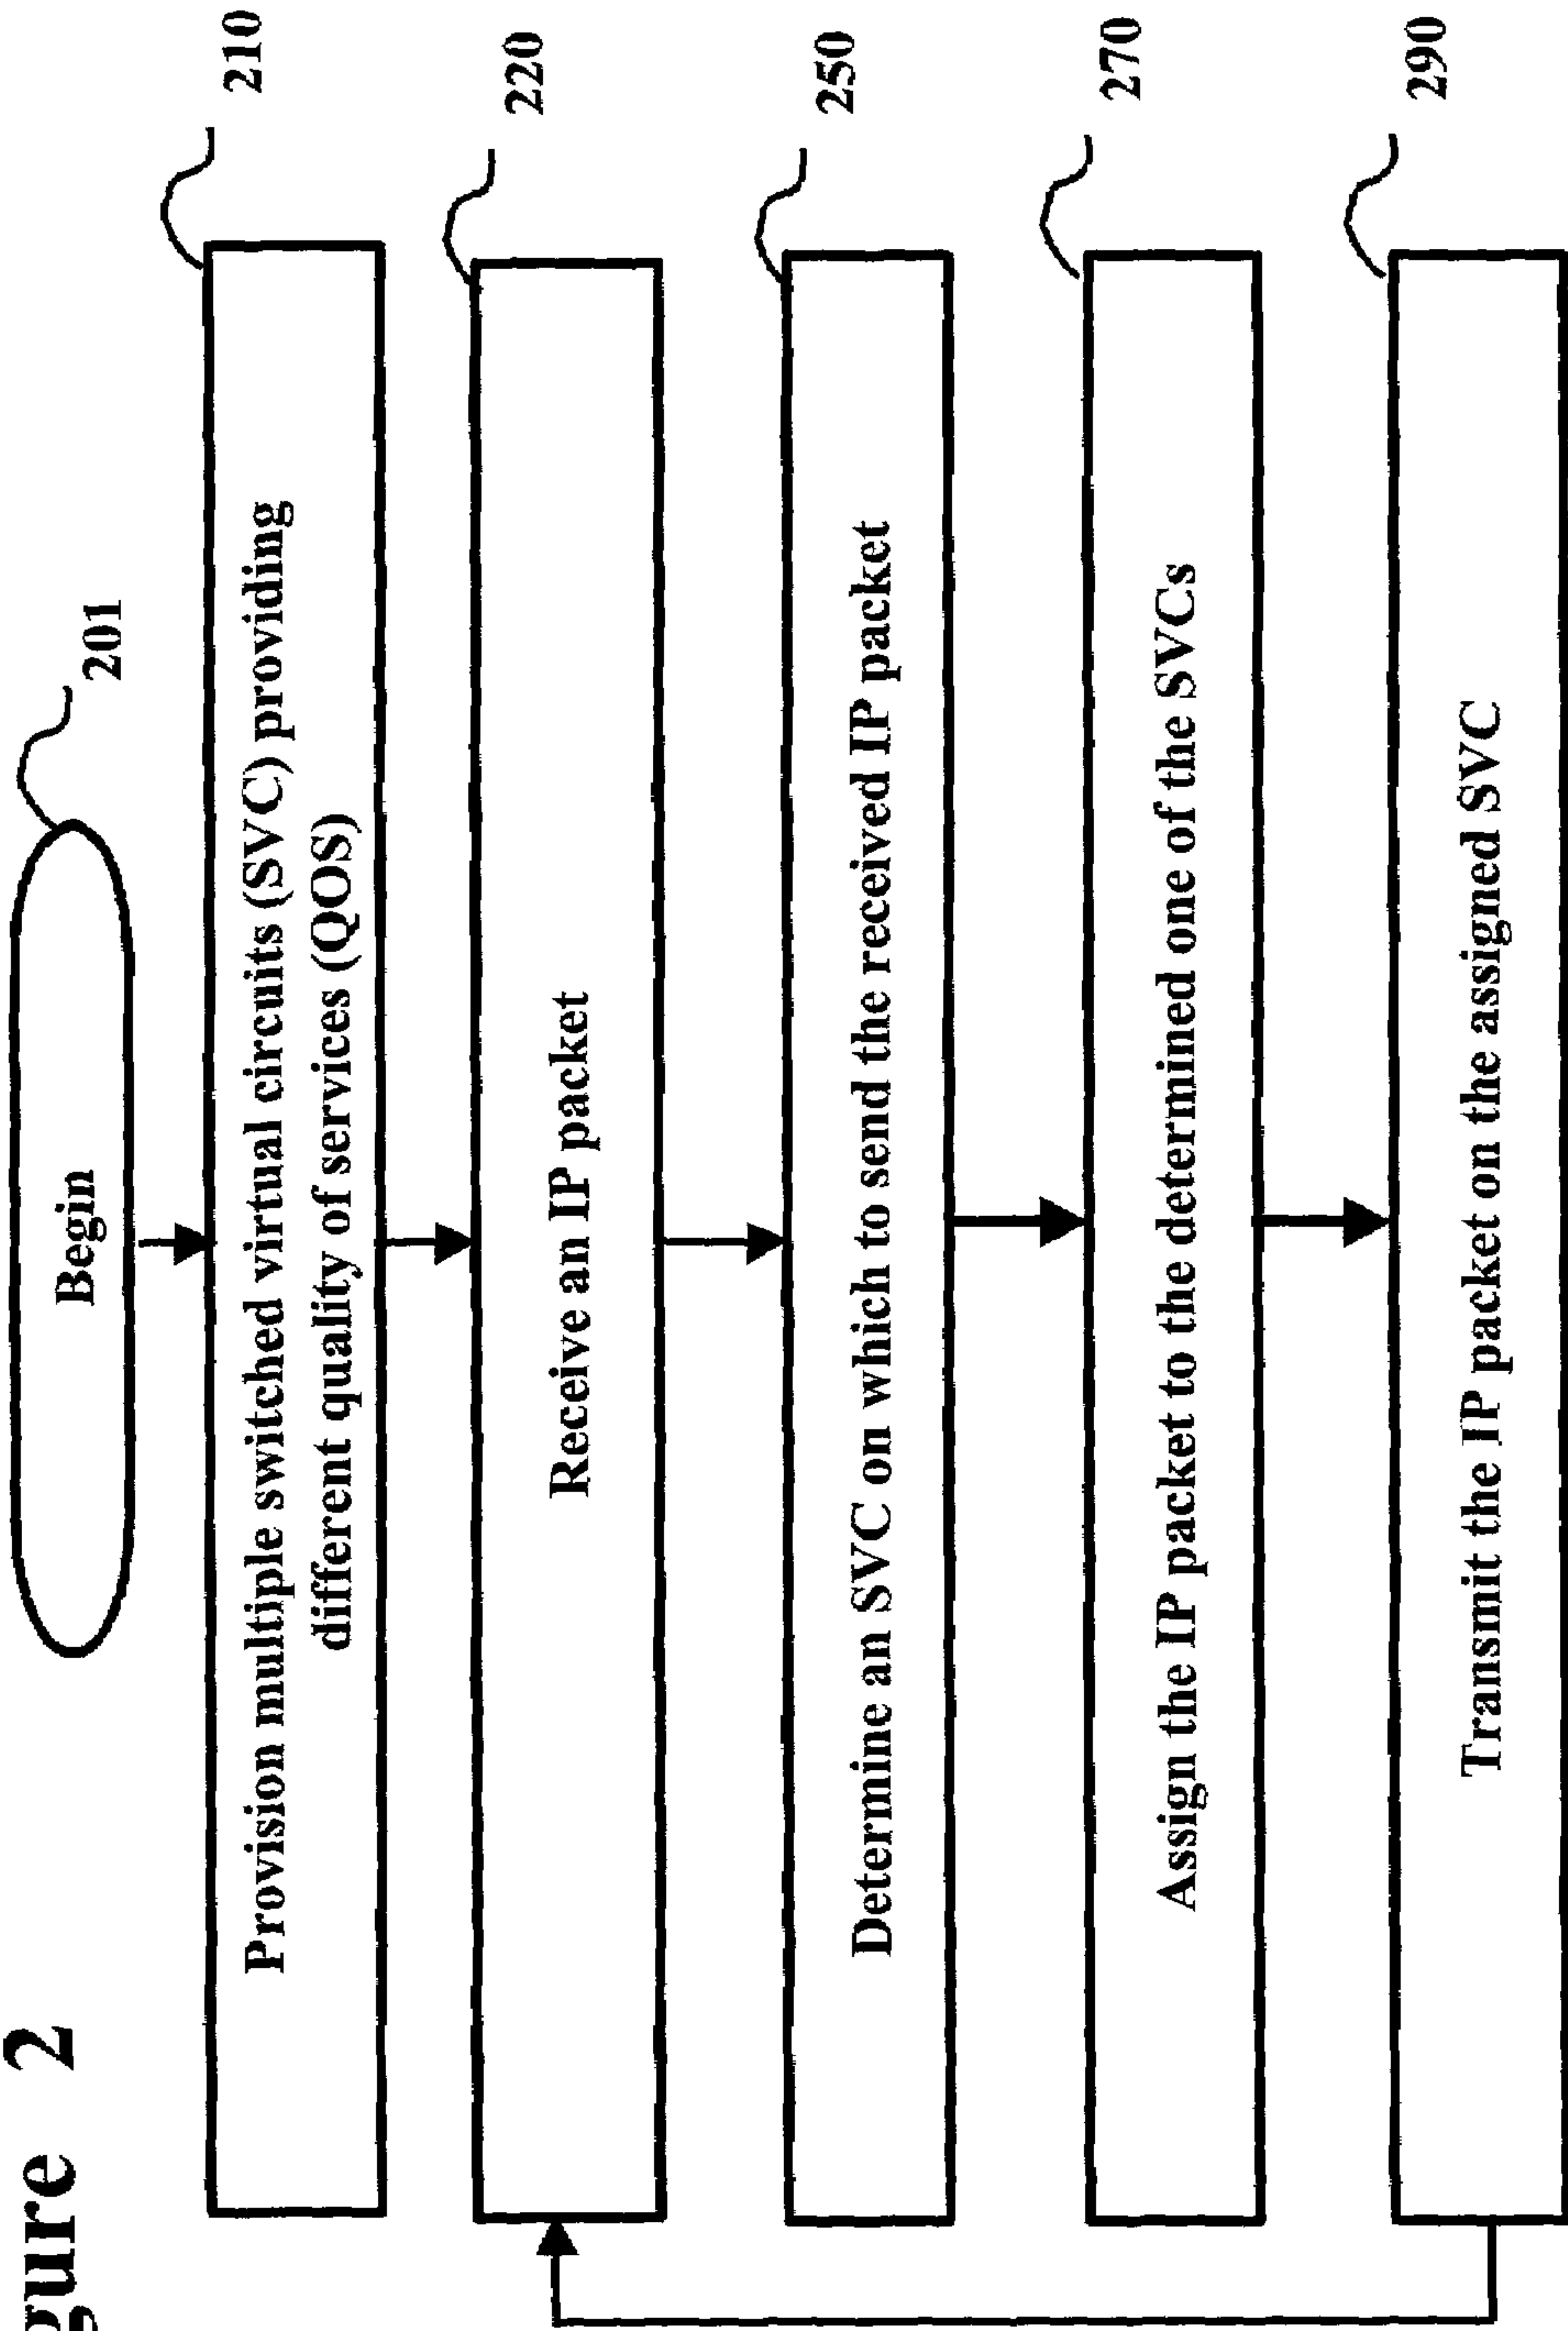 gure 2
Begin
201
Provision multiple switched virtual circuits (SVC) providing
different quality of services (QOS)
210
Receive an IP packet
220
Determine an SVC on which to send the received IP packet
250
Assign the IP packet to the determined one of the SVCs
270
Transmit the IP packet on the assigned SVC
290